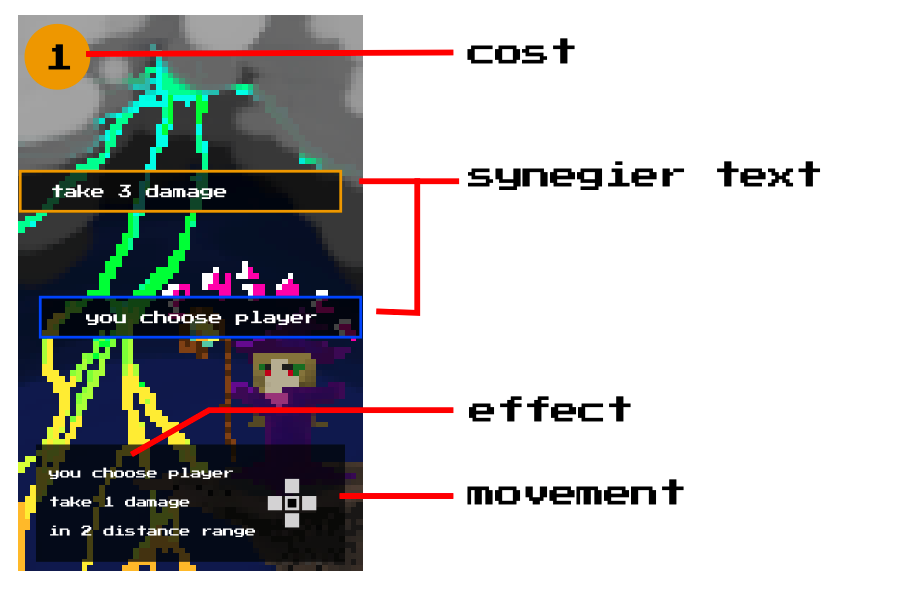 1
cost
take 3 damage
synegier text
you choose player
effect
you choose player
take 1 damage
in 2 distance range
movement